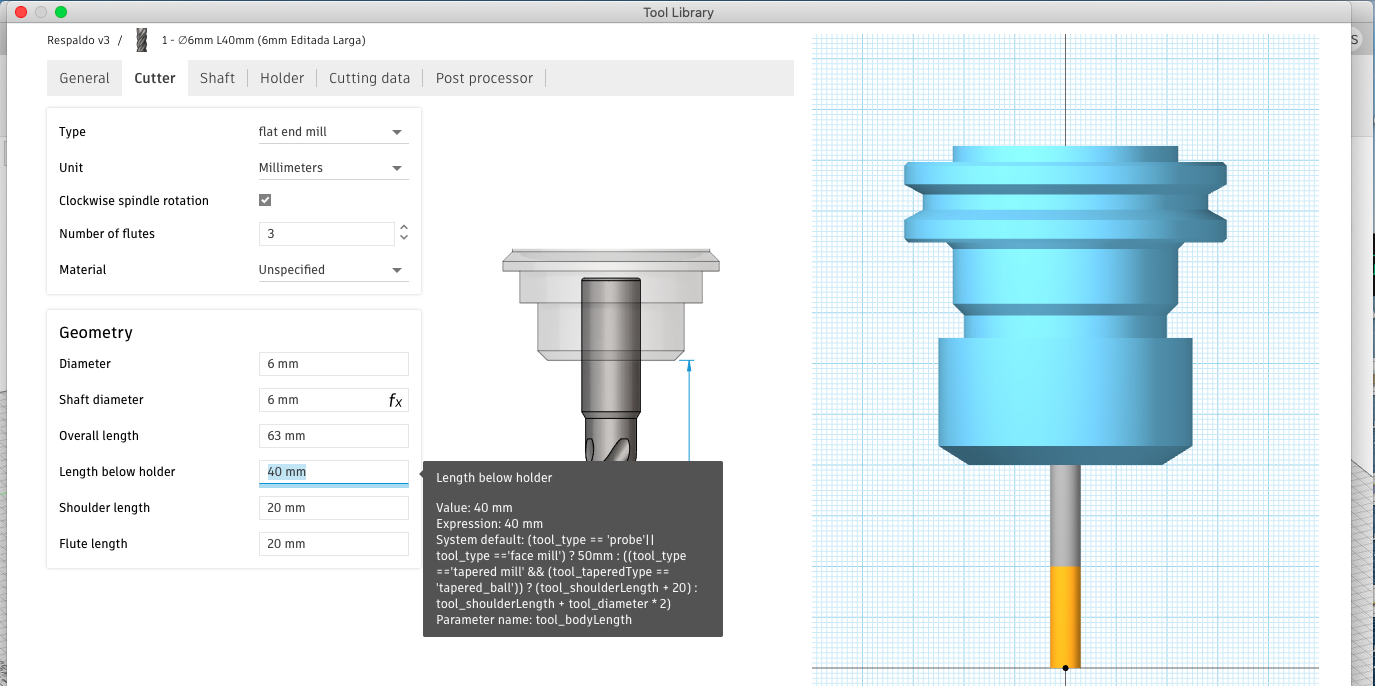 Tool Library
Respaldo v3 / 1 - Ø6mm L40mm (6mm Editada Larga)
S
General Cutter Shaft Holder Cutting data Post processor
Type flat end mill
Unit Millimeters
Clockwise spindle rotation
Number of flutes 3
Material Unspecified
Geometry
Diameter 6 mm
Shaft diameter 6 mm fx
Overall length 63 mm
Length below holder 40 mm
Shoulder length 20 mm
Flute length 20 mm
Length below holder
Value: 40 mm
Expression: 40 mm
System default: (tool_type == 'probe'||
tool_type =='face mill') ? 50mm : ((tool_type
=='tapered mill' && (tool_taperedType ==
'tapered_ball')) ? (tool_shoulderLength + 20) :
tool_shoulderLength + tool_diameter * 2)
Parameter name: tool_bodyLength